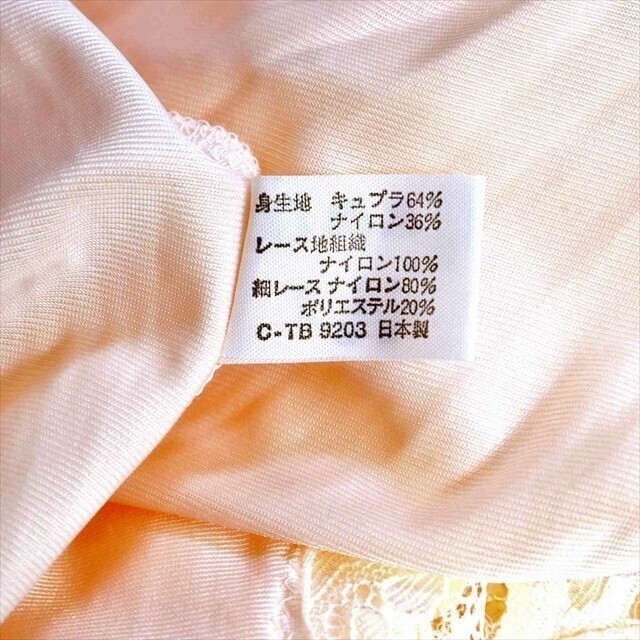 身生地 キュプラ64%
ナイロン36%
レース地組織
ナイロン100%
細レース ナイロン80%
ポリエステル20%
C-TB 9203 日本製